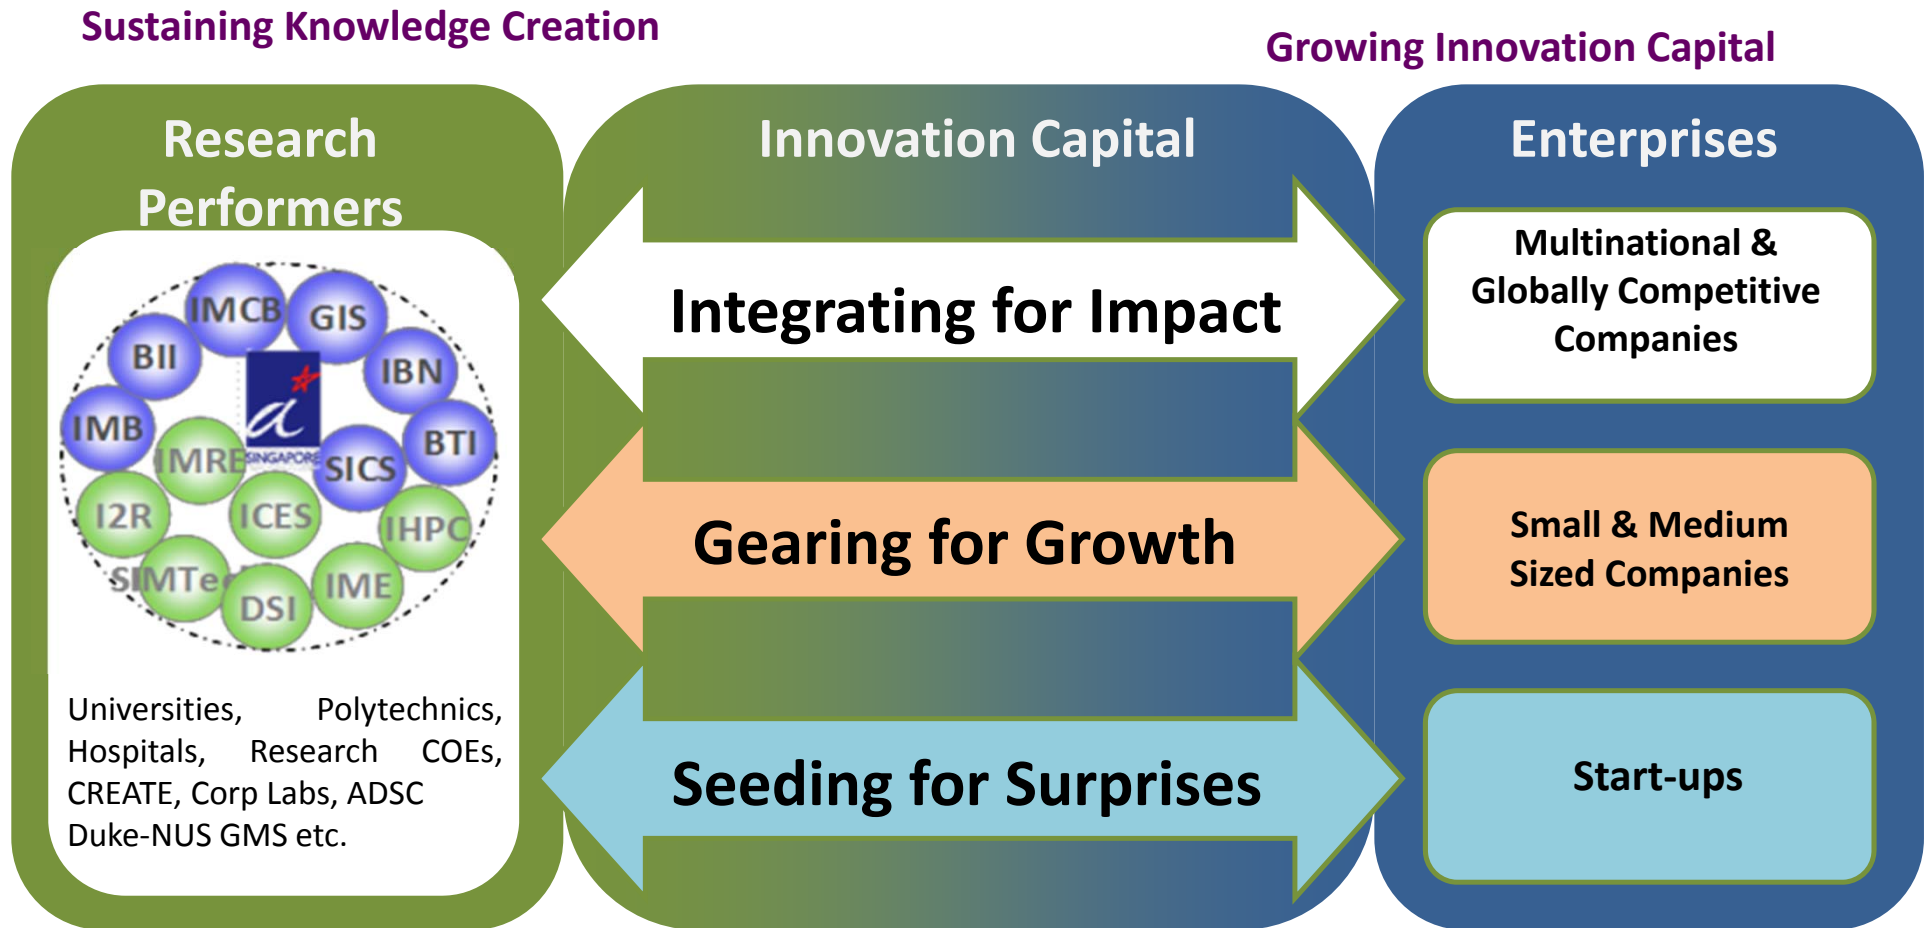 Sustaining Knowledge Creation
Growing Innovation Capital
Research
Performers
IMCB
GIS
BII
IBN
IMB
BTI
IMRE
SINGAPORE
SICS
I2R
ICES
IHPC
SIMTe
IME
DSI
Universities, Polytechnics,
Hospitals, Research COEs,
CREATE, Corp Labs, ADSC
Duke-NUS GMS etc.
Innovation Capital
Integrating for Impact
Gearing for Growth
Seeding for Surprises
Enterprises
Multinational &
Globally Competitive
Companies
Small & Medium
Sized Companies
Start-ups